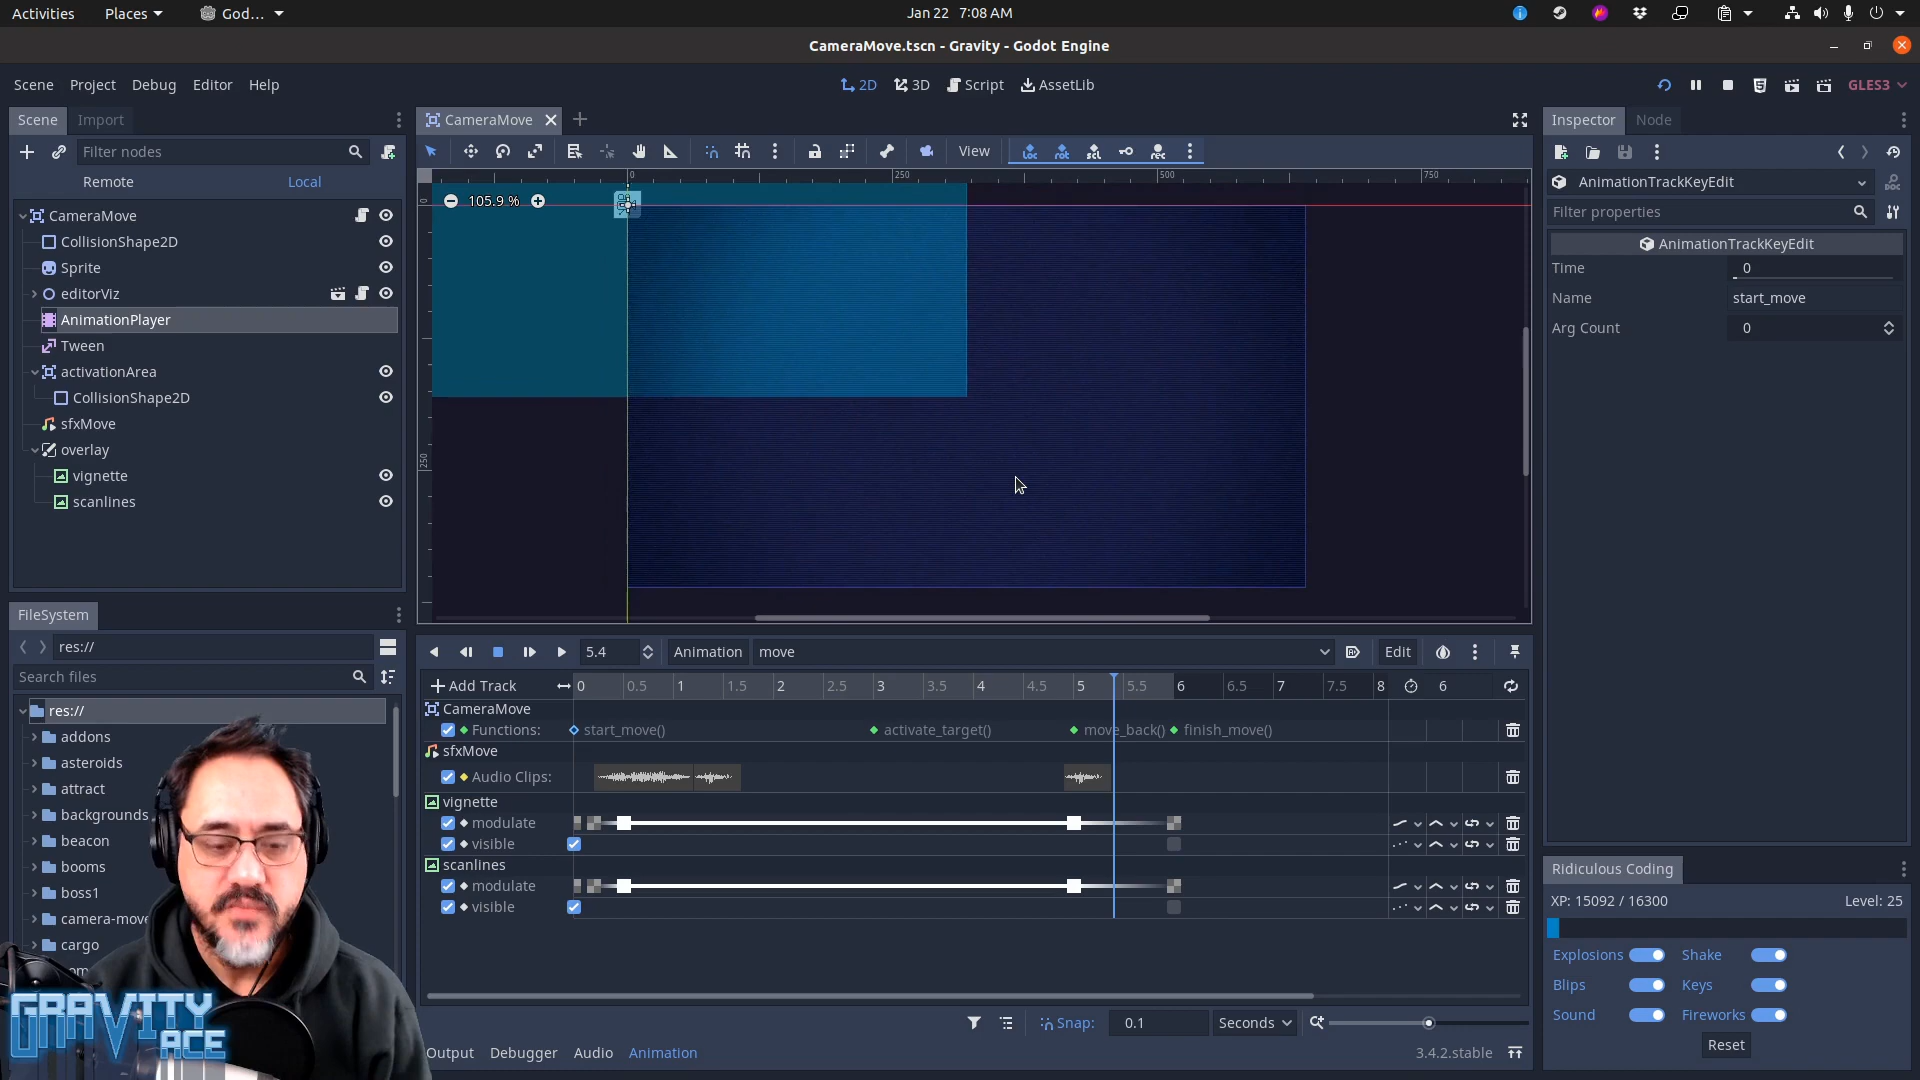 Activities Places God... Jan 22 7:08 AM
CameraMove.tscn - Gravity - Godot Engine
Scene Project Debug Editor Help 2D 3D Script AssetLib GLES3
Scene Import
Filter nodes
Remote Local
CameraMove
CollisionShape2D
Sprite
editorViz
AnimationPlayer
Tween
activationArea
CollisionShape2D
sfxMove
overlay
vignette
scanlines
FileSystem
res://
Search files
res://
addons
asteroids
attract
backgrounds
beacon
booms
boss1
camera-move
cargo
GRAVITY
ACE
CameraMove
View
0 250 500 750
0
250
105.9 %
5.4 Animation move Edit
Add Track 0 0.5 1 1.5 2 2.5 3 3.5 4 4.5 5 5.5 6 6.5 7 7.5 8 6
CameraMove
Functions: start_move() activate_target() move_back() finish_move()
sfxMove
Audio Clips:
vignette
modulate
visible
scanlines
modulate
visible
Snap: 0.1 Seconds
Output Debugger Audio Animation 3.4.2.stable
Inspector Node
AnimationTrackKeyEdit
Filter properties
AnimationTrackKeyEdit
Time 0
Name start_move
Arg Count 0
Ridiculous Coding
XP: 15092 / 16300 Level: 25
Explosions Shake
Blips Keys
Sound Fireworks
Reset